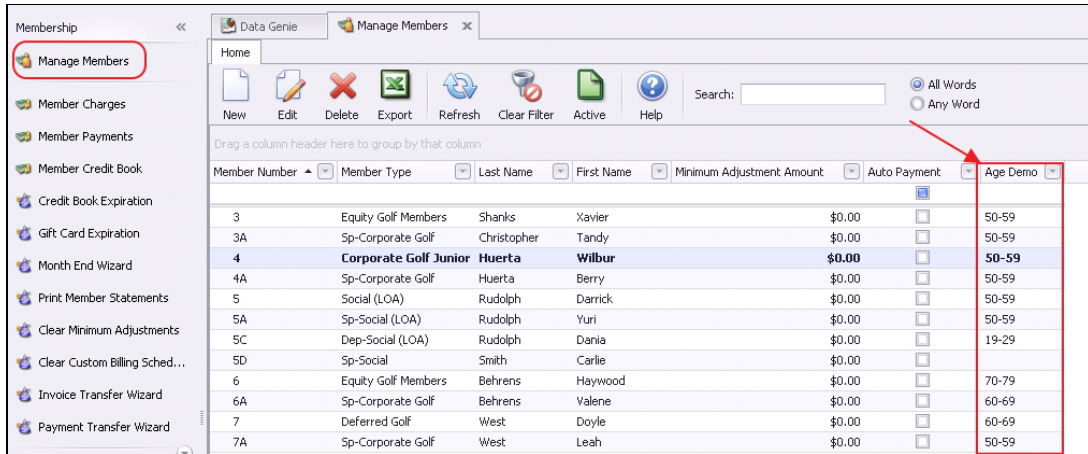 Membership «
Manage Members
Member Charges
Member Payments
Member Credit Book
Credit Book Expiration
Gift Card Expiration
Month End Wizard
Print Member Statements
Clear Minimum Adjustments
Clear Custom Billing Sched...
Invoice Transfer Wizard
Payment Transfer Wizard
Data Genie Manage Members x
Home
New Edit Delete Export Refresh Clear Filter Active Help Search: All Words
Any Word
Drag a column header here to group by that column
Member Number Member Type Last Name First Name Minimum Adjustment Amount Auto Payment Age Demo
3 Equity Golf Members Shanks Xavier $0.00 50-59
3A Sp-Corporate Golf Christopher Tandy $0.00 50-59
4 Corporate Golf Junior Huerta Wilbur $0.00 50-59
4A Sp-Corporate Golf Huerta Berry $0.00 50-59
5 Social (LOA) Rudolph Darrick $0.00 50-59
5A Sp-Social (LOA) Rudolph Yuri $0.00 50-59
5C Dep-Social (LOA) Rudolph Dania $0.00 19-29
5D Sp-Social Smith Carlie $0.00
6 Equity Golf Members Behrens Haywood $0.00 70-79
6A Sp-Corporate Golf Behrens Valene $0.00 60-69
7 Deferred Golf West Doyle $0.00 60-69
7A Sp-Corporate Golf West Leah $0.00 50-59